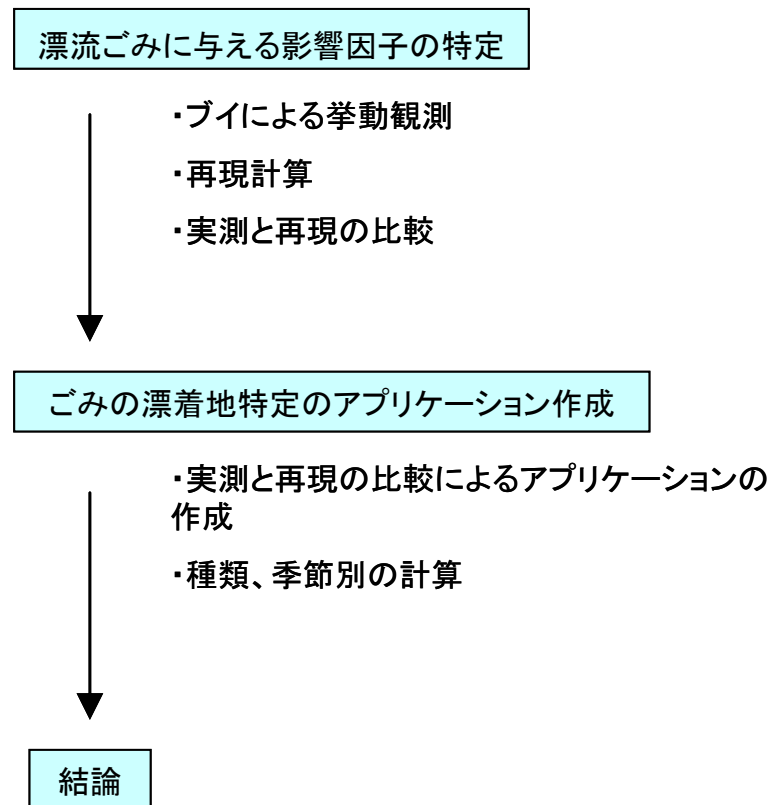 漂流ごみに与える影響因子の特定
・ブイによる挙動観測
・再現計算
・実測と再現の比較
ごみの漂着地特定のアプリケーション作成
・実測と再現の比較によるアプリケーションの
作成
・種類、季節別の計算
結論